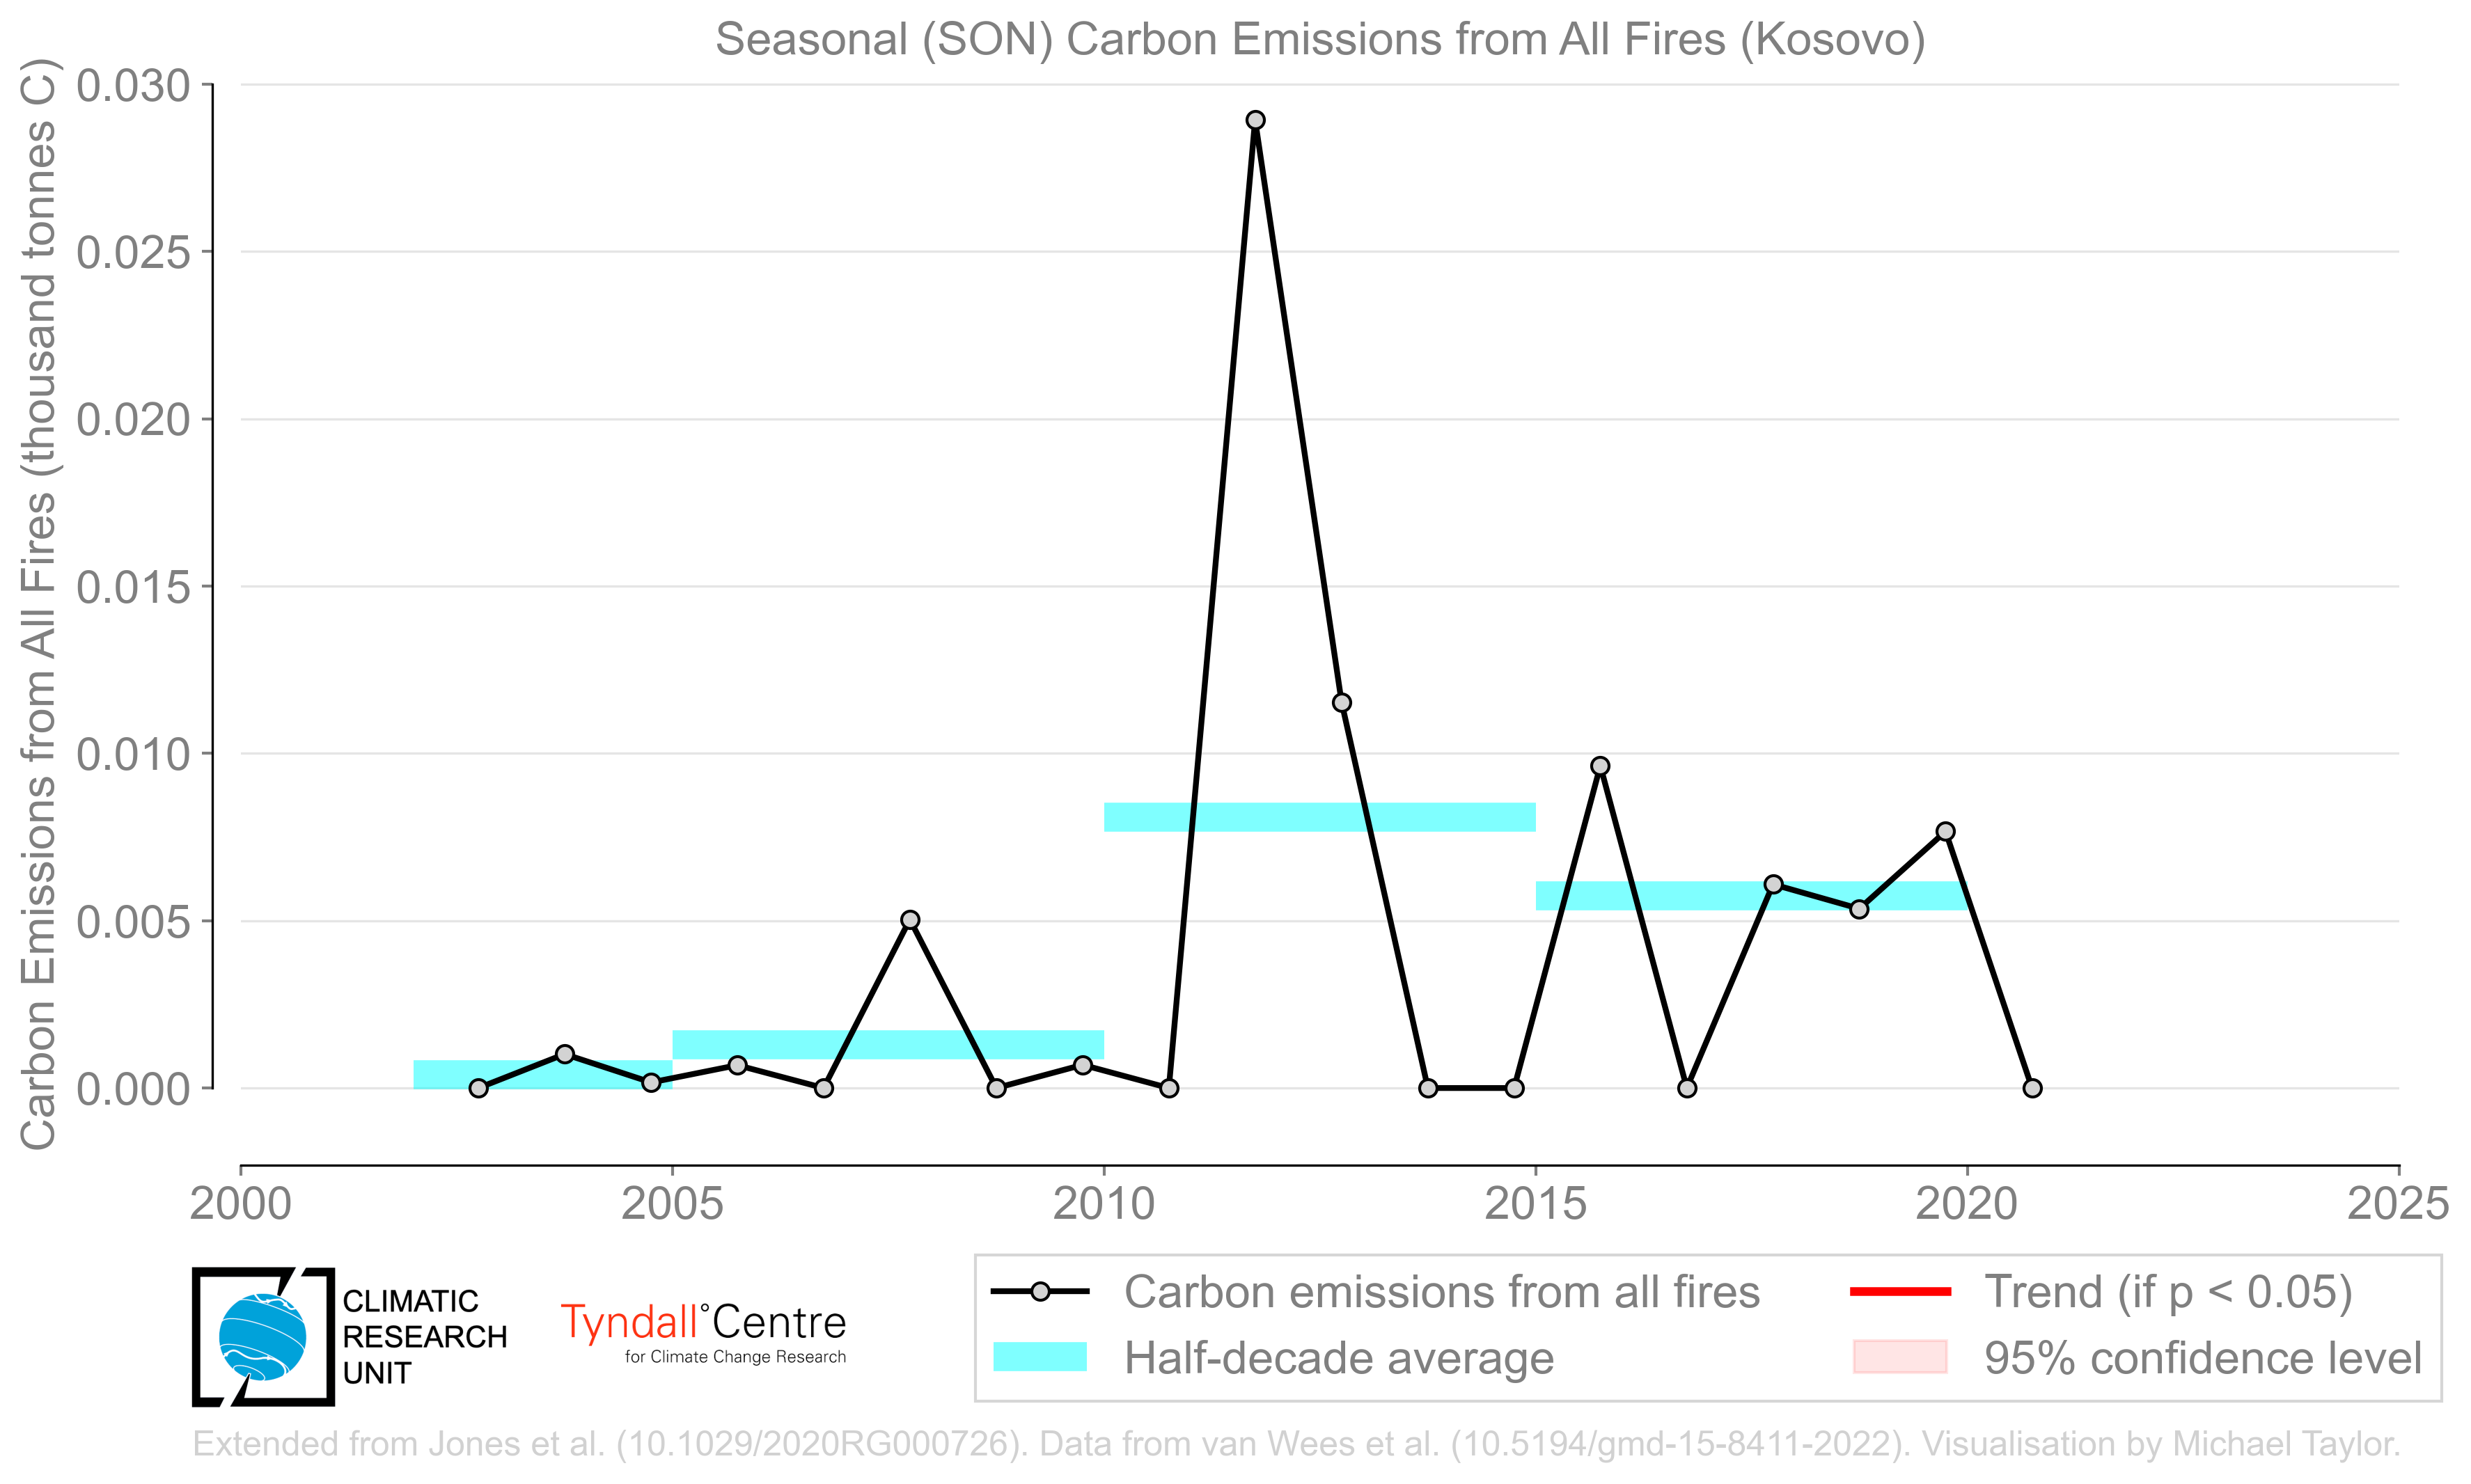 Seasonal (SON) Carbon Emissions from All Fires (Kosovo)
Carbon Emissions from All Fires (thousand tonnes C)
0.030
0.025
0.020
0.015
0.010
0.005
0.000
2000 2005 2010 2015 2020 2025
CLIMATIC
RESEARCH
UNIT
Tyndall°Centre
for Climate Change Research
Carbon emissions from all fires
Half-decade average
Trend (if p < 0.05)
95% confidence level
Extended from Jones et al. (10.1029/2020RG000726). Data from van Wees et al. (10.5194/gmd-15-8411-2022). Visualisation by Michael Taylor.